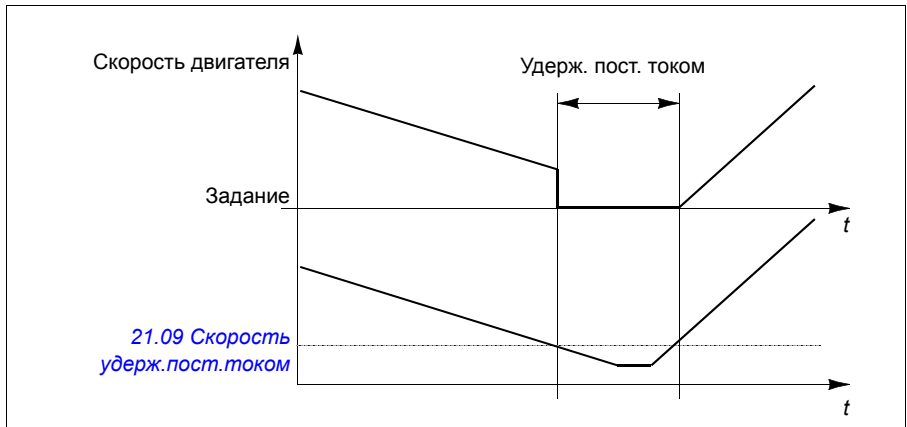 Скорость двигателя
Удерж. пост. током
Задание
t
21.09 Скорость
удерж.пост.током
t